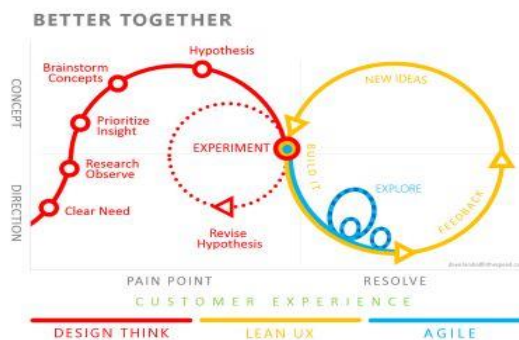 BETTER TOGETHER
Hypothesis
Brainstorm
Concepts
Prioritize
Insight
Research
Observe
Clear Need
EXPERIMENT
Revise
Hypothesis
NEW IDEAS
BUILD IT
EXPLORE
FEEDBACK
CONCEPT
DIRECTION
PAIN POINT
RESOLVE
CUSTOMER EXPERIENCE
DESIGN THINK
LEAN UX
AGILE